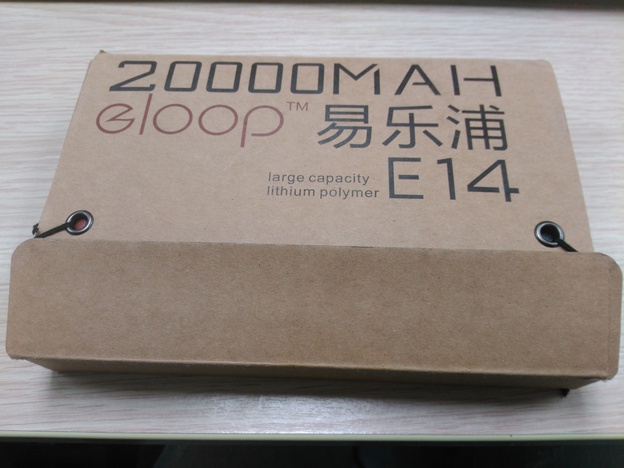 20000MAH
eloop™ 易乐浦
large capacity
lithium polymer E14